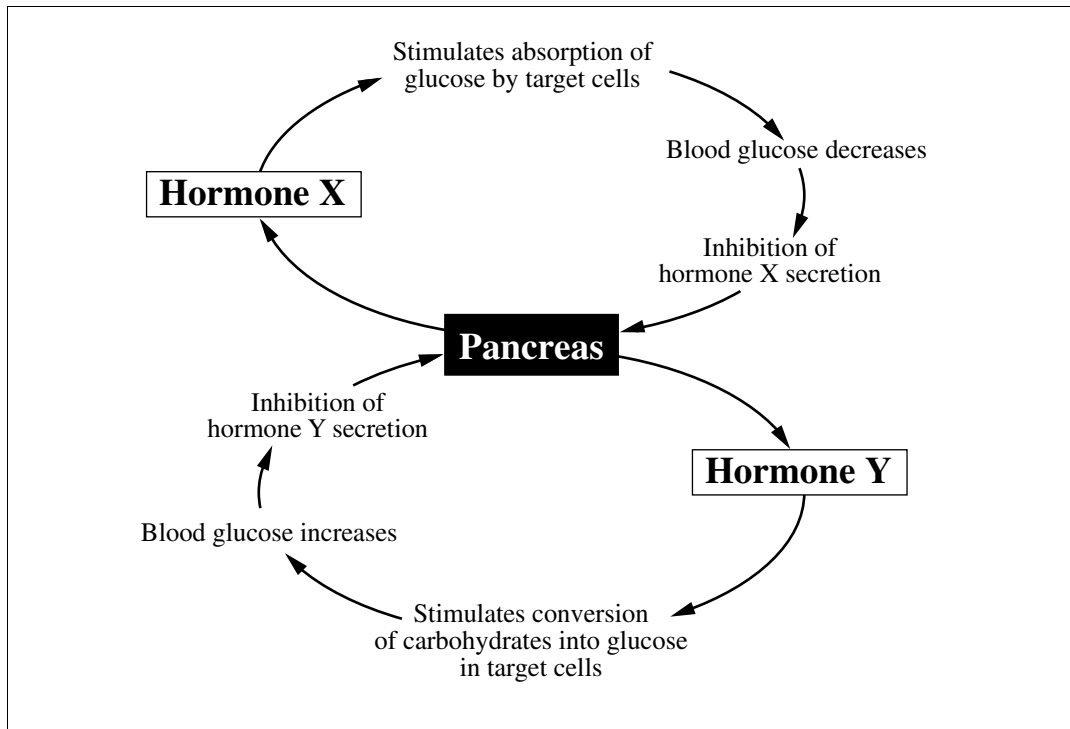 Stimulates absorption of
glucose by target cells
Blood glucose decreases
Hormone X
Inhibition of
hormone X secretion
Pancreas
Inhibition of
hormone Y secretion
Hormone Y
Blood glucose increases
Stimulates conversion
of carbohydrates into glucose
in target cells